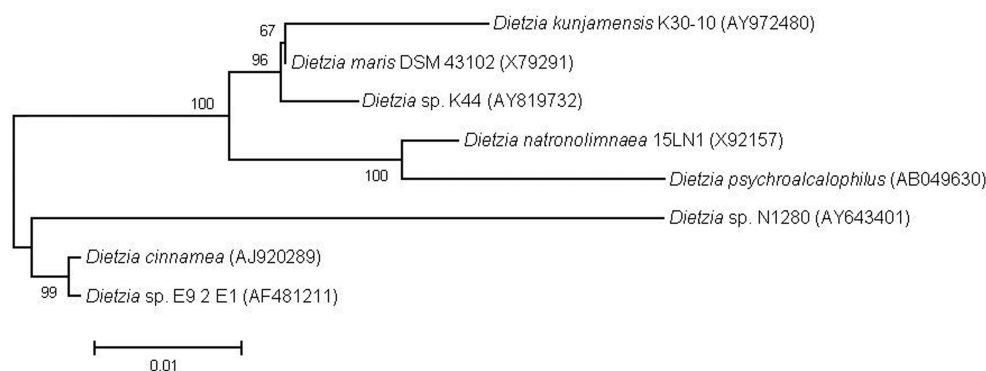 67
Dietzia kunjamensis K30-10 (AY972480)
96
Dietzia maris DSM 43102 (X79291)
100
Dietzia sp. K44 (AY819732)
Dietzia natronolimnaea 15LN1 (X92157)
100
Dietzia psychroalcalophilus (AB049630)
Dietzia sp. N1280 (AY643401)
Dietzia cinnamea (AJ920289)
99
Dietzia sp. E9 2 E1 (AF481211)
0.01